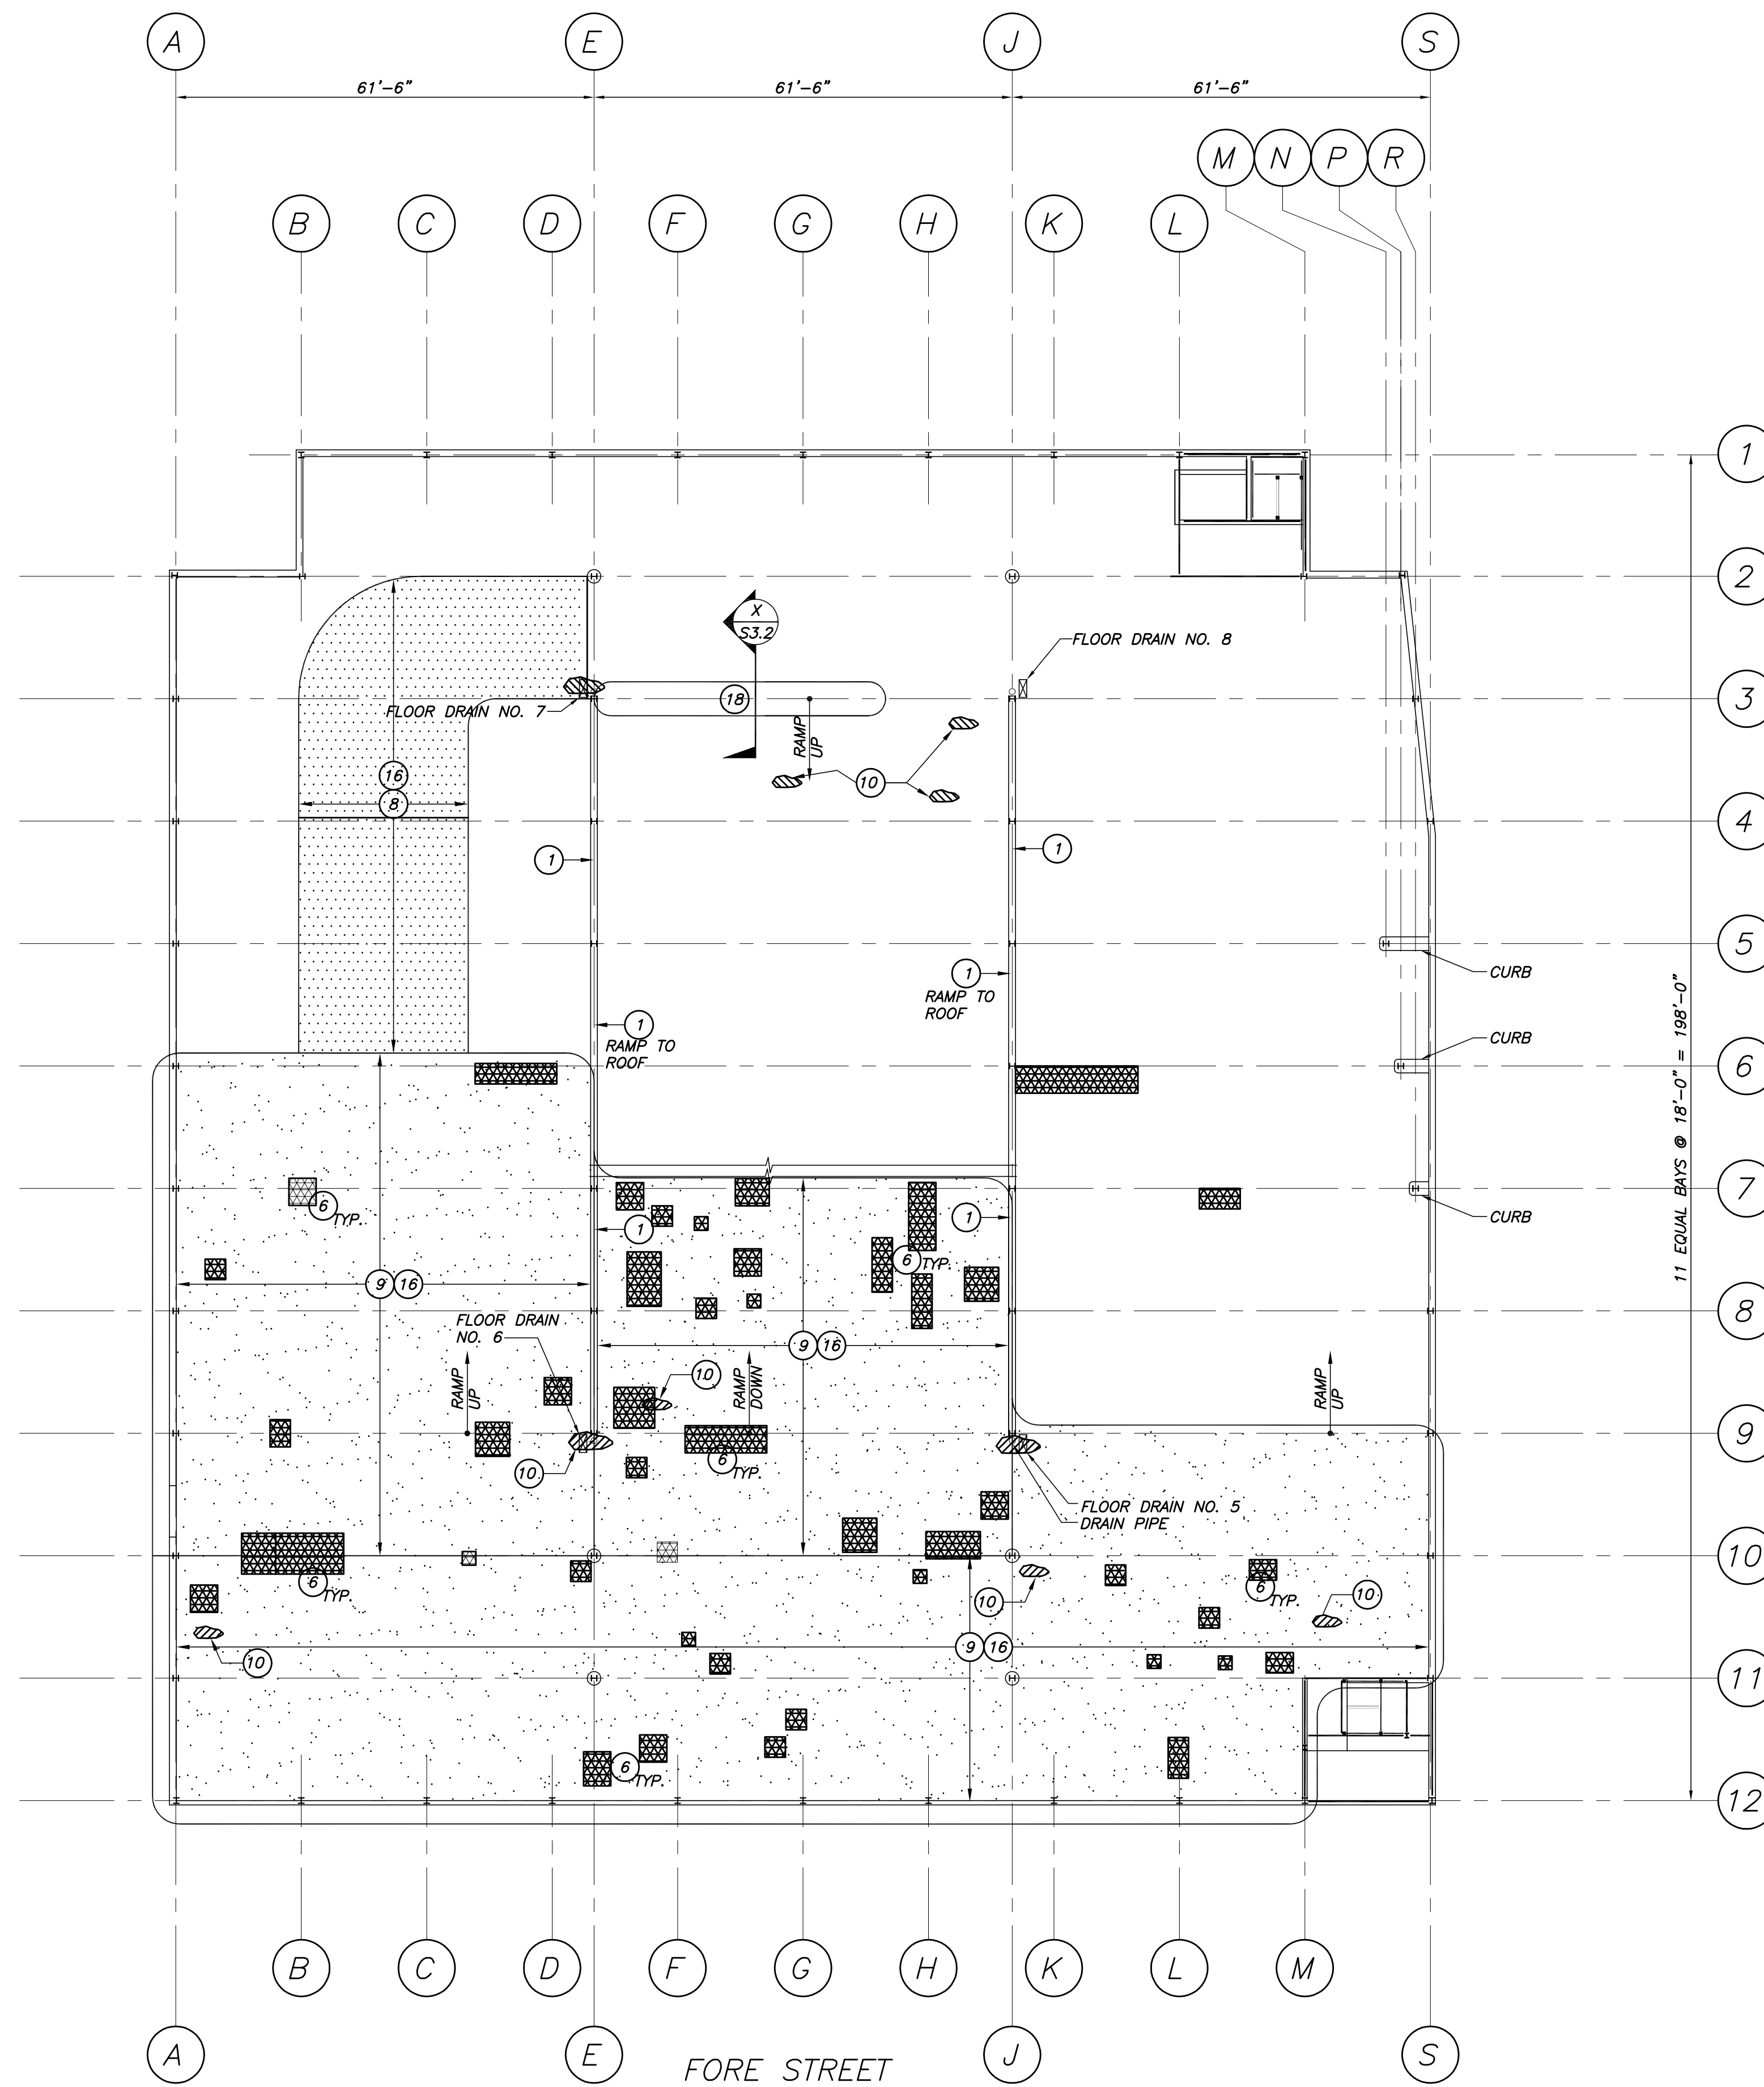 A
E
J
S
61'-6"
61'-6"
61'-6"
M
N
P
R
B
C
D
F
G
H
K
L
1
2
X
S3.2
FLOOR DRAIN NO. 8
3
18
FLOOR DRAIN NO. 7
RAMP
UP
16
10
8
4
1
1
5
1
CURB
RAMP TO
ROOF
1
RAMP TO
ROOF
CURB
6
11 EQUAL BAYS @ 18'-0" = 198'-0"
7
6
TYP.
CURB
1
1
6
TYP.
9
16
8
FLOOR DRAIN
NO. 6
9
16
10
RAMP
UP
RAMP
DOWN
RAMP
UP
9
6
TYP.
10
FLOOR DRAIN NO. 5
DRAIN PIPE
10
6
TYP.
6
TYP.
10
10
9
16
10
11
6
TYP.
12
B
C
D
F
G
H
K
L
M
A
E
J
S
FORE STREET